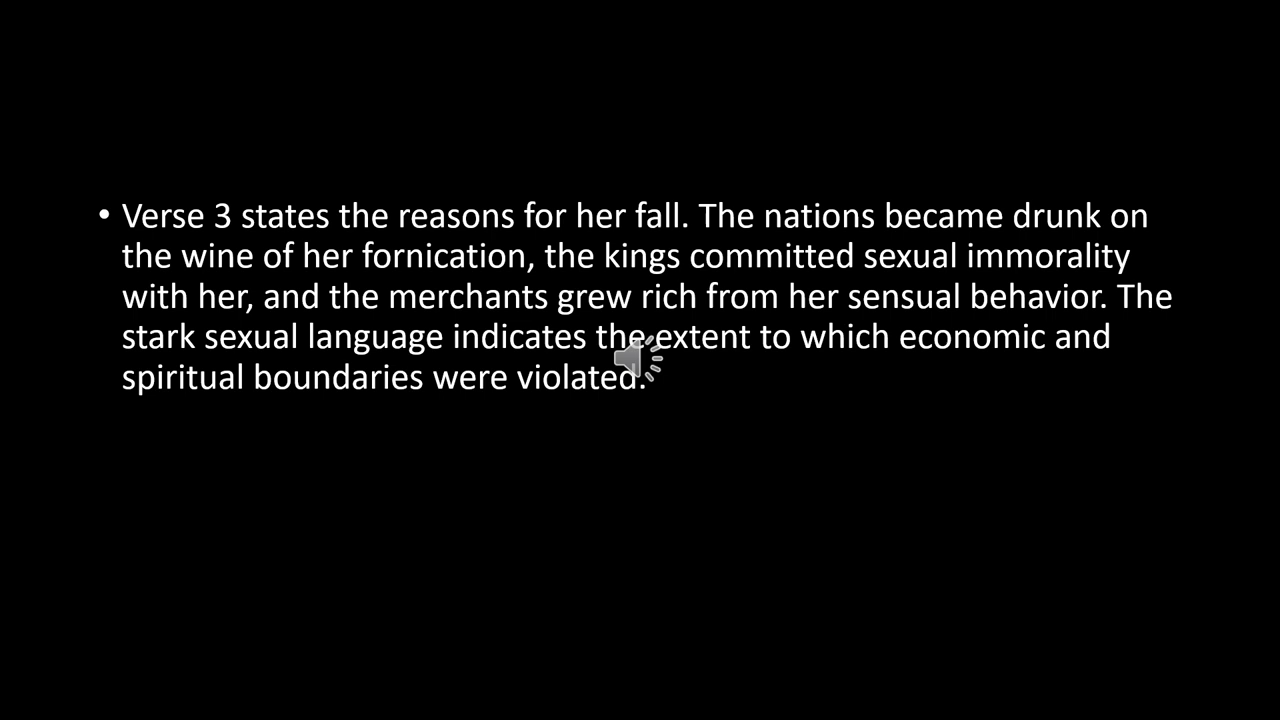 • Verse 3 states the reasons for her fall. The nations became drunk on
the wine of her fornication, the kings committed sexual immorality
with her, and the merchants grew rich from her sensual behavior. The
stark sexual language indicates the extent to which economic and
spiritual boundaries were violated.